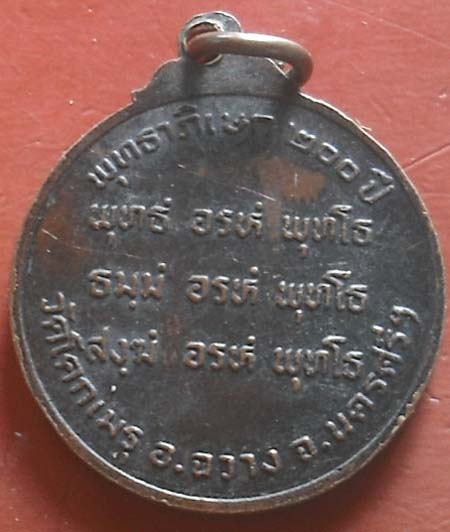 พุทธาภิเษก ๒๐๐ ปี
พุทธํ อรหํ พุทโธ
ธมฺมํ อรหํ พุทโธ
สงฺฆํ อรหํ พุทโธ
วัดโคกเมรุ อ.ฉวาง จ.นครศรีฯ